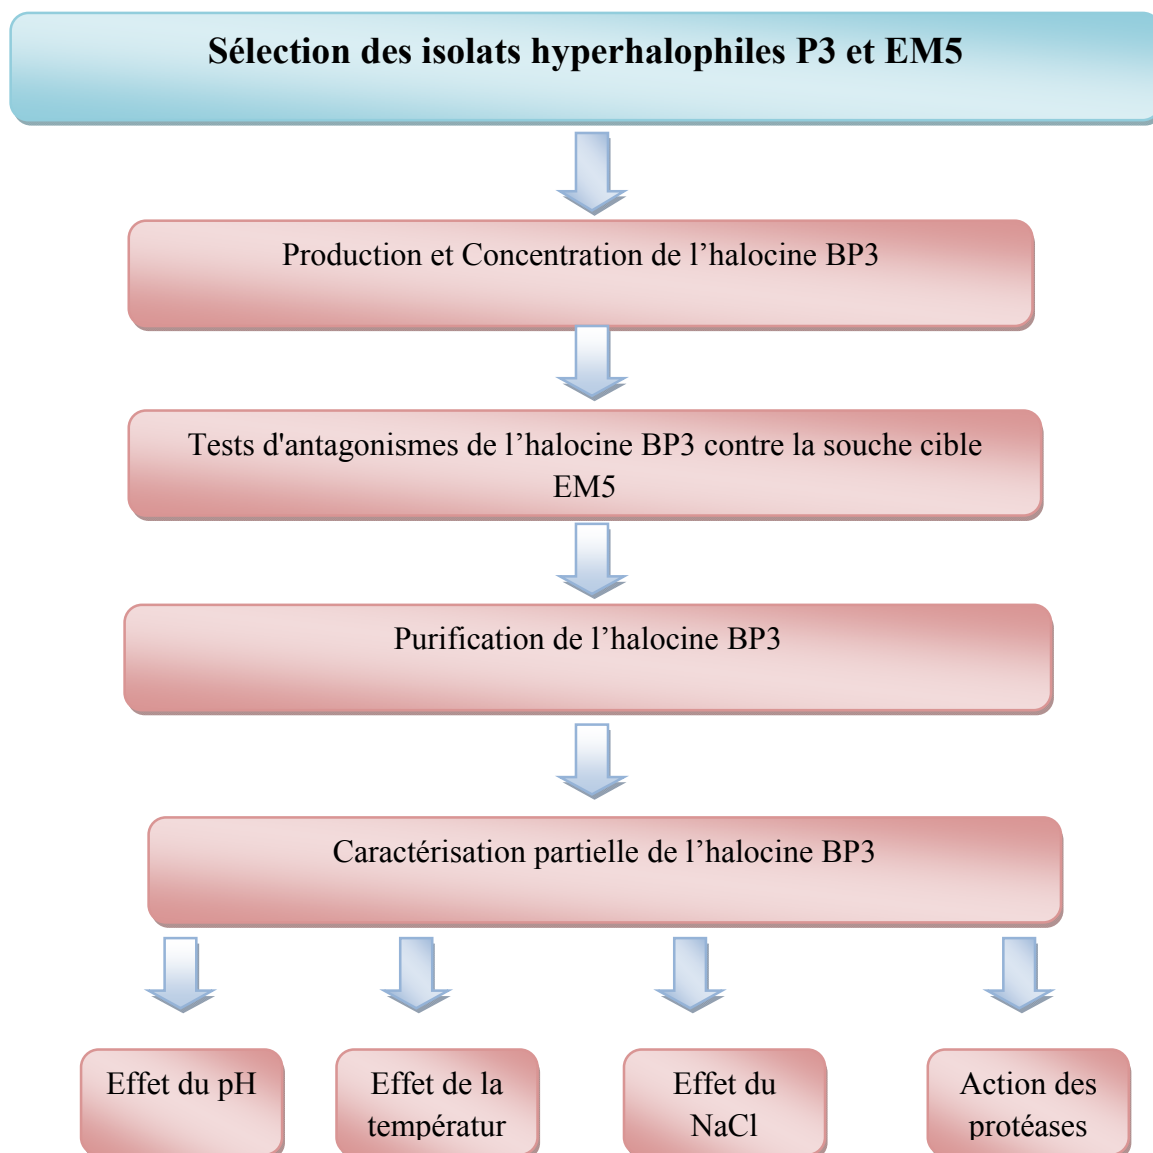 Sélection des isolats hyperhalophiles P3 et EM5
Production et Concentration de l’halocine BP3
Tests d'antagonismes de l’halocine BP3 contre la souche cible
EM5
Purification de l’halocine BP3
Caractérisation partielle de l’halocine BP3
Effet du pH
Effet de la
températur
Effet du
NaCl
Action des
protéases